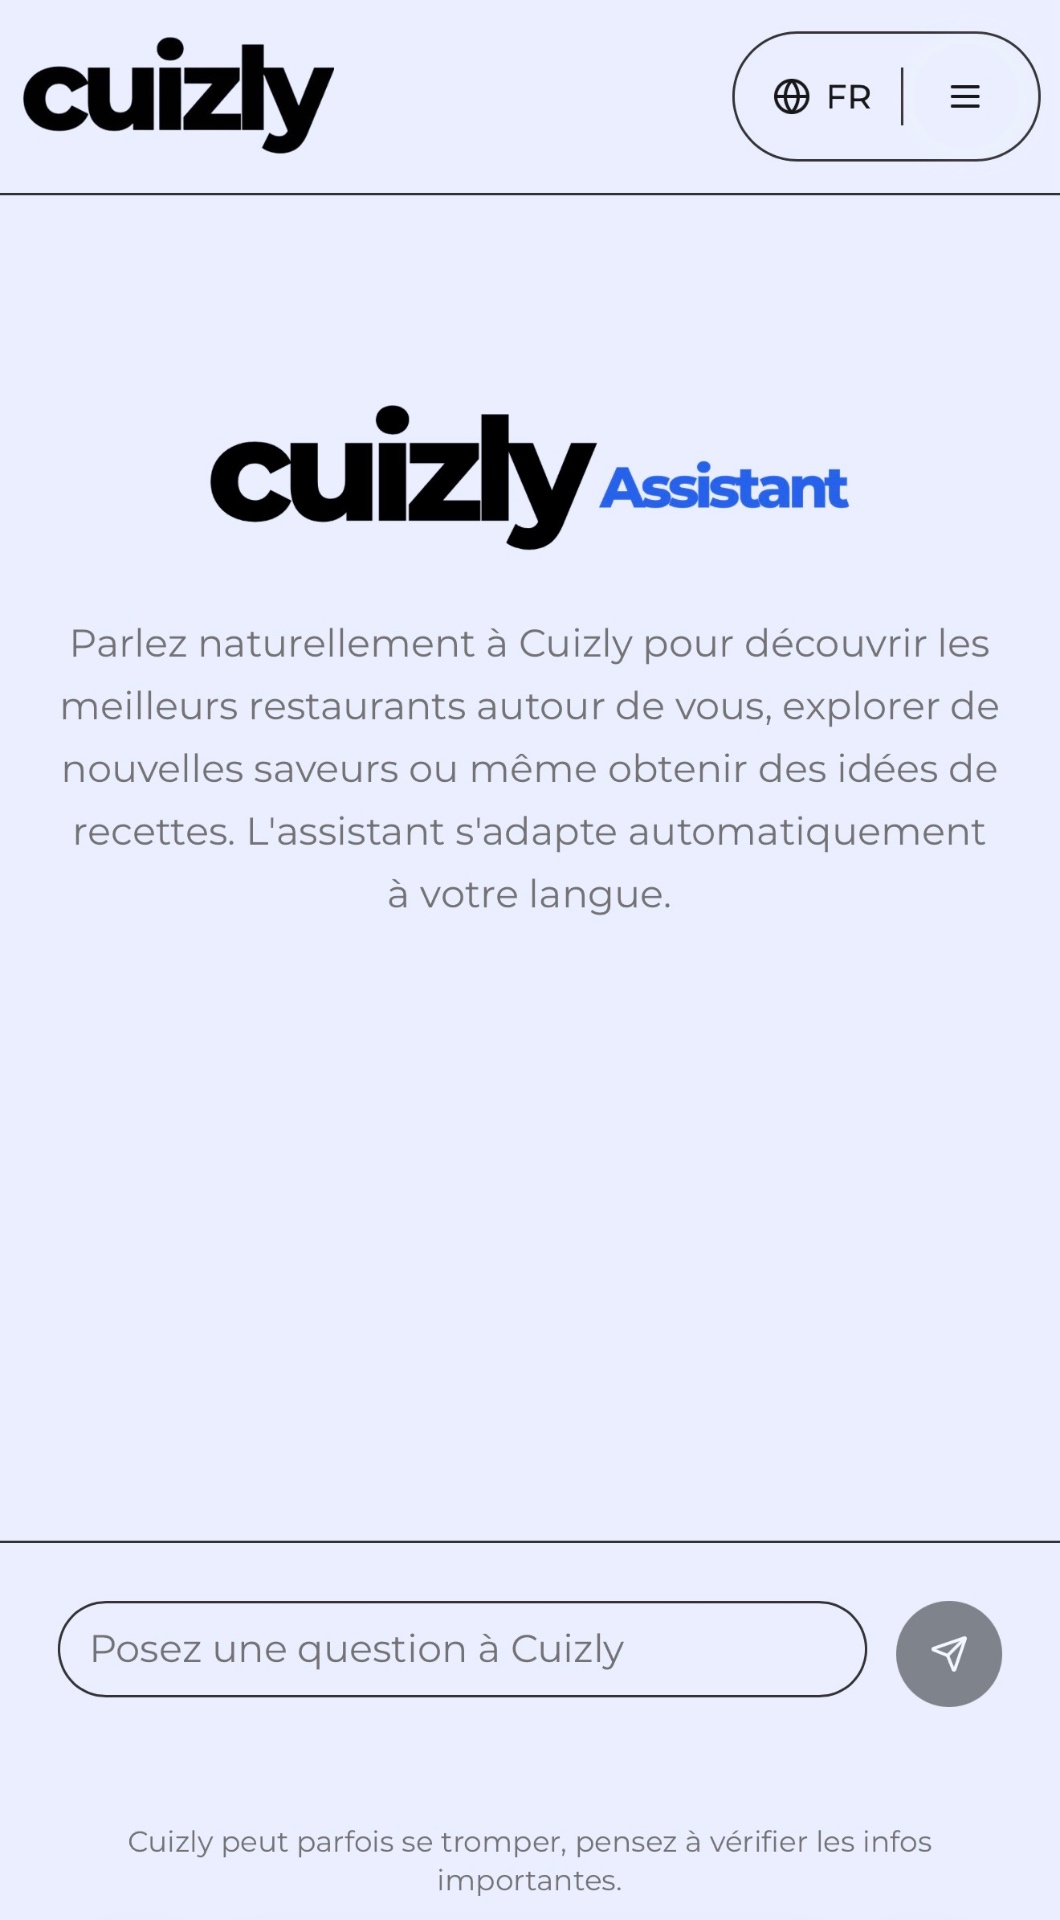 cuizly
FR
cuizly Assistant
Parlez naturellement à Cuizly pour découvrir les
meilleurs restaurants autour de vous, explorer de
nouvelles saveurs ou même obtenir des idées de
recettes. L'assistant s'adapte automatiquement
à votre langue.
Posez une question à Cuizly
Cuizly peut parfois se tromper, pensez à vérifier les infos
importantes.